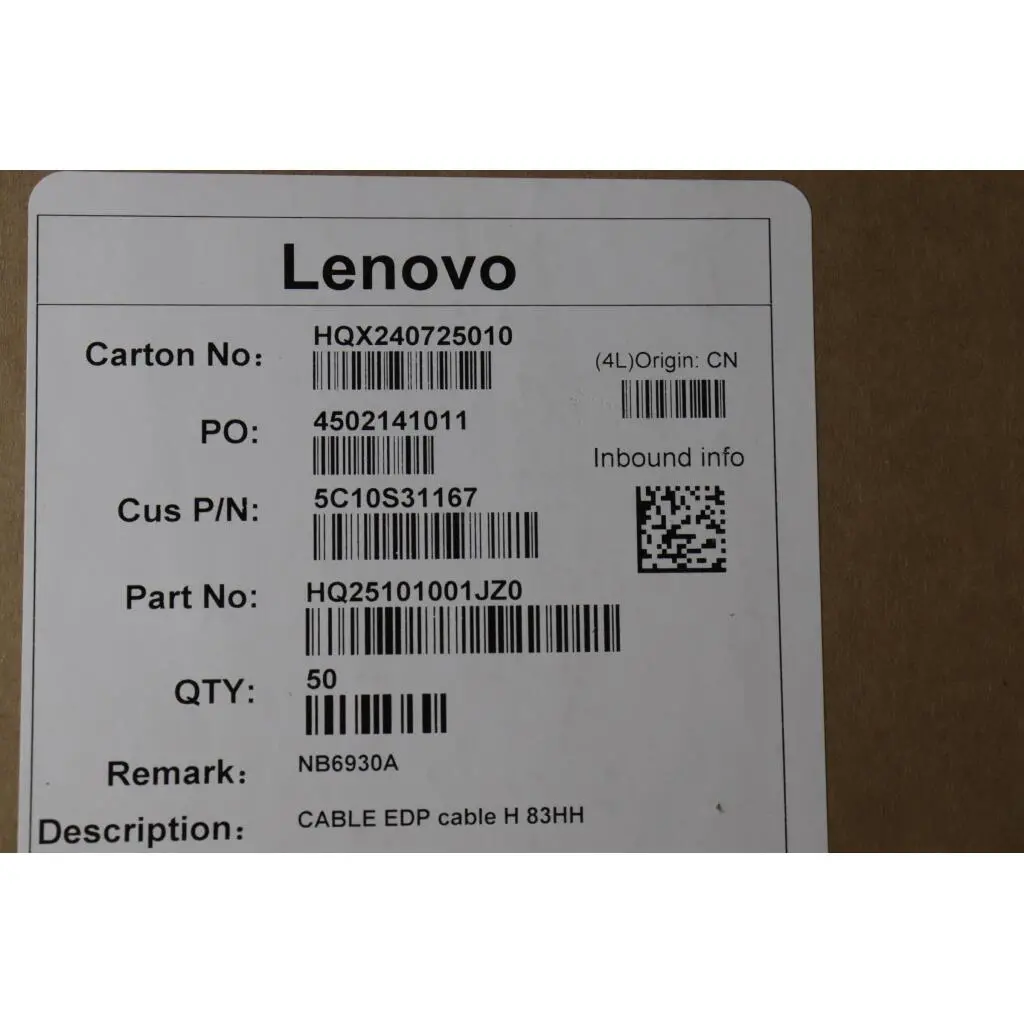 Lenovo
Carton No: HQX240725010
(4L)Origin: CN
PO: 4502141011
Inbound info
Cus P/N: 5C10S31167
Part No: HQ25101001JZ0
QTY: 50
Remark: NB6930A
Description: CABLE EDP cable H 83HH